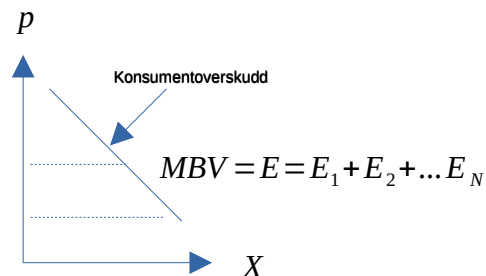 p
Konsumentoverskudd
MBV = E = E₁ + E₂ + ... E_N
X